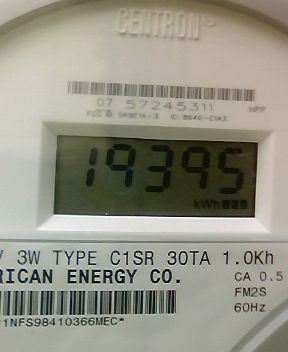 CENTRON®
07 57245311 HPP
19395
kWh
V 3W TYPE C1SR 30TA 1.0Kh
RICAN ENERGY CO.
CA 0.5
FM2S
60Hz
*1NFS98410366MEC*